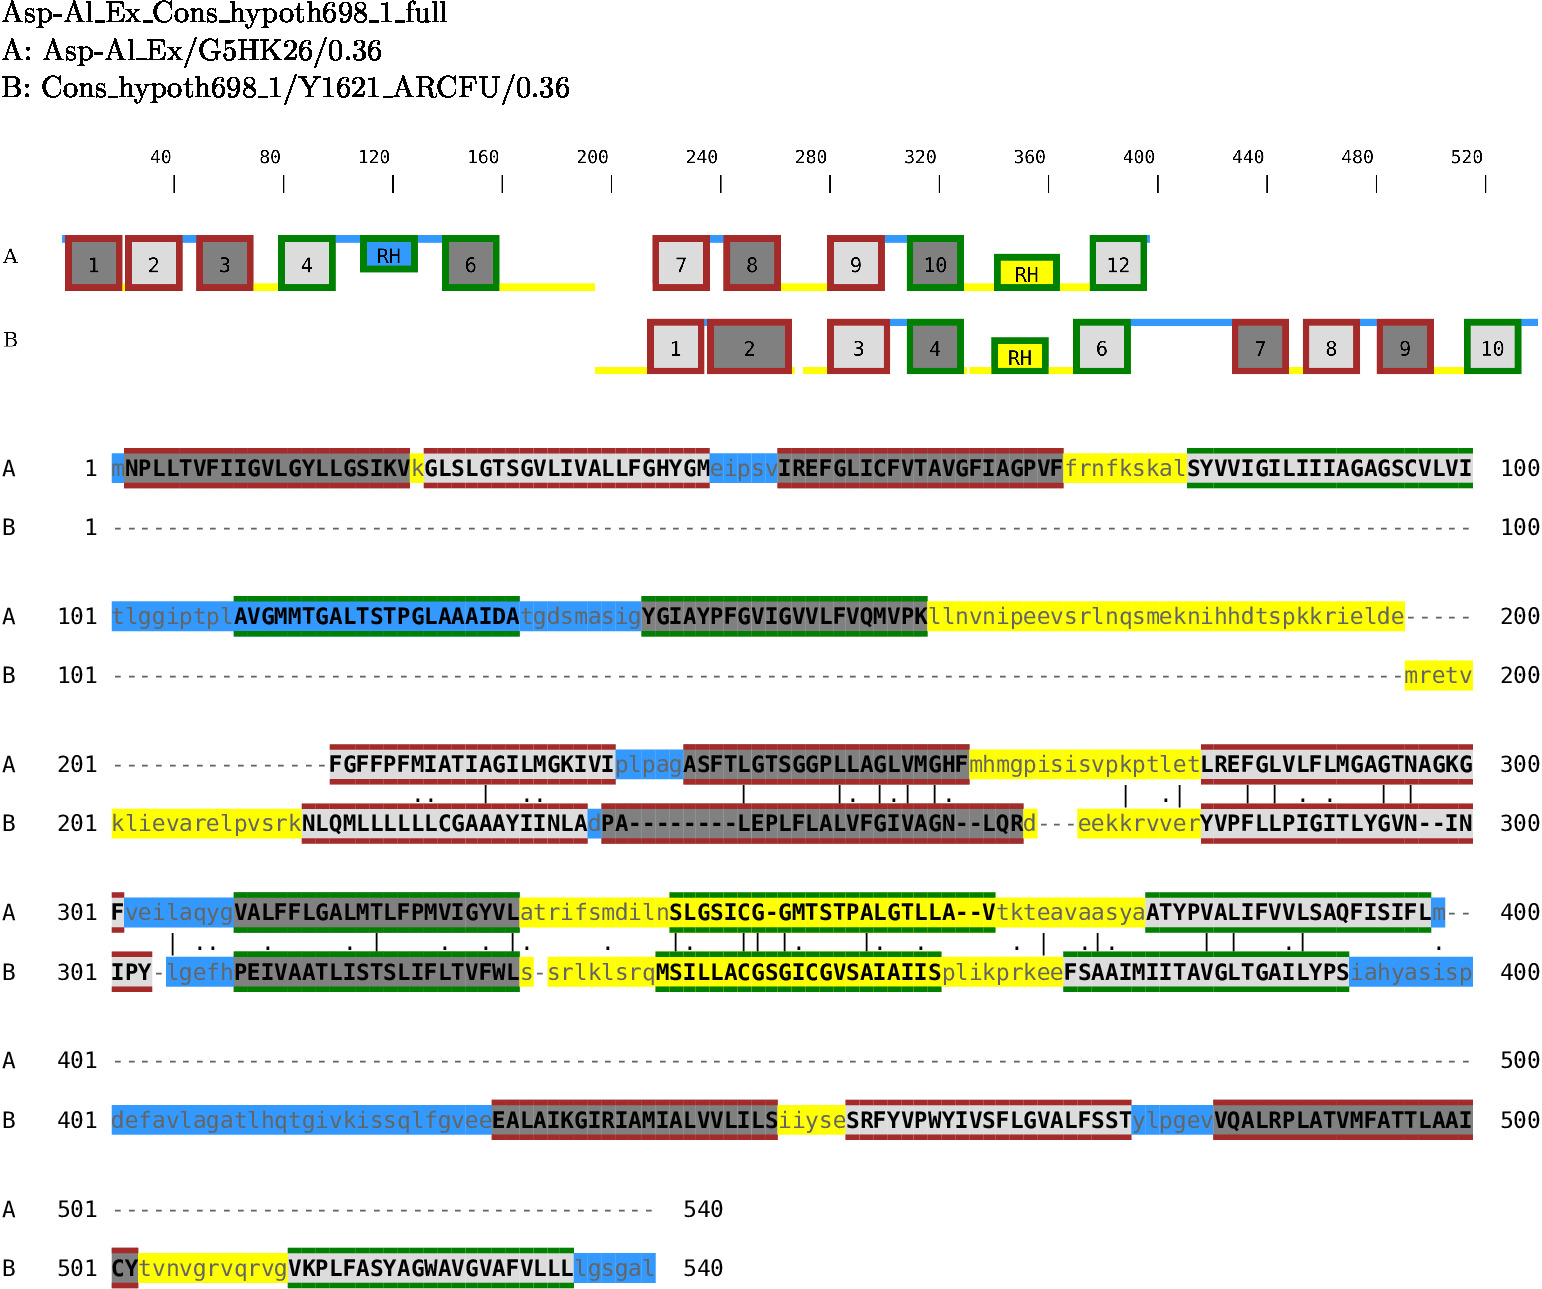 Asp-Al_Ex_Cons_hypoth698_1_full
A: Asp-Al_Ex/G5HK26/0.36
B: Cons_hypoth698_1/Y1621_ARCFU/0.36
40 80 120 160 200 240 280 320 360 400 440 480 520
A 1 2 3 4 RH 6 7 8 9 10 RH 12
B 1 2 3 4 RH 6 7 8 9 10
A 1 mNPLLTVFIIGVLGYLLGSIKVkGLSLGTSGVLIVALLFGHYGMeipsvIREFGLICFVTAVGFIAGPVFfrnfkskalSYVVIGILIIIAGAGSCVLVI 100
B 1 ---------------------------------------------------------------------------------------------------- 100
A 101 tlggiptplAVGMMTGALTSTPGLAAAIDAtgdsmasigYGIAYPFGVIGVVLFVQMVPKllnvnipeevsrlnqsmeknihhdtspkkrielde----- 200
B 101 -----------------------------------------------------------------------------------------------mretv 200
A 201 ----------------FGFFPFMIATIAGILMGKIVIplpagASFTLGTSGGPLLAGLVMGHFmhmgpisisvpkptletLREFGLVLFLMGAGTNAGKG 300
B 201 klievarelpvsrkNLQMLLLLLLCGAAAYIINLAdPA--------LEPLFLALVFGIVAGN--LQRd---eekkrvverYVPFLLPIGITLYGVN--IN 300
A 301 FveilaqygVALFFLGALMTLFPMVIGYVLatrifsmdilnSLGSICG-GMTSTPALGTLLA--VtkteavaasyaATYPVALIFVVLSAQFISIFLm-- 400
B 301 IPY-lgefhPEIVAATLISTSLIFLTVFWLs-srlklsrqMSILLACGSGICGVSAIAIISplikprkeeFSAAIMIITAVGLTGAILYPSiahyasisp 400
A 401 ---------------------------------------------------------------------------------------------------- 500
B 401 defavlagatlhqtgivkissqlfgveeEALAIKGIRIAMIALVVLILSiiyseSRFYVPWYIVSFLGVALFSSTylpgevVQALRPLATVMFATTLAAI 500
A 501 ---------------------------------------- 540
B 501 CYtvnvgrvqrvgVKPLFASYAGWAVGVAFVLLLlgsgal 540